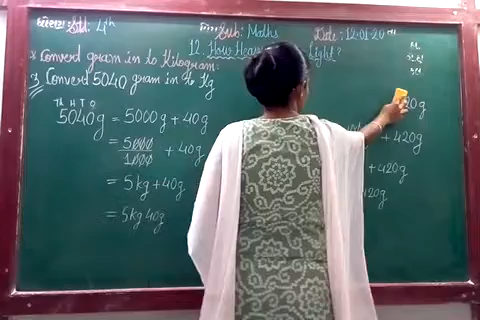 Std: 4th Sub: Maths Date: 12-01-20
12. How Heavy Light?
* Convert gram in to Kilogram:
3) Convert 5040 gram in to Kg
Th H T O
5040g = 5000g + 40g
= 5000/1000 + 40g
= 5kg + 40g
= 5kg 40g
20g
+ 420g
+ 420g
420g